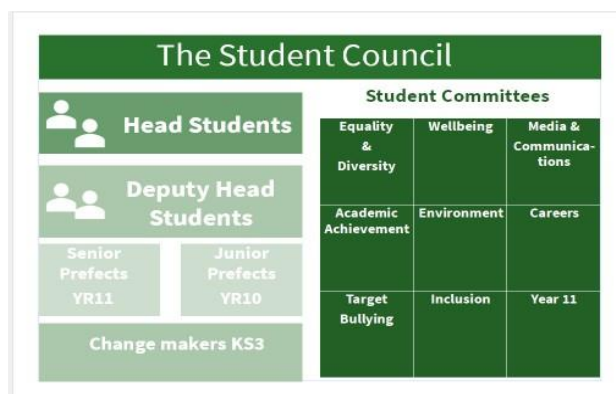 The Student Council
Head Students
Deputy Head
Students
Senior
Prefects
YR11
Junior
Prefects
YR10
Change makers KS3
Student Committees
Equality
&
Diversity
Wellbeing
Media &
Communica-
tions
Academic
Achievement
Environment
Careers
Target
Bullying
Inclusion
Year 11